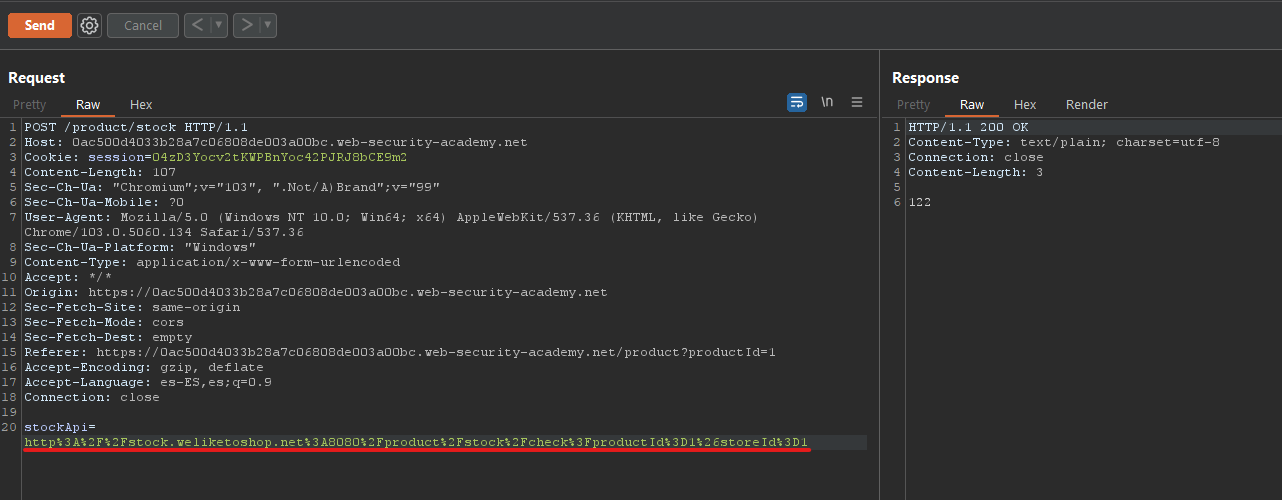 Send Cancel < ▼ > ▼
Request
Pretty Raw Hex \n
1 POST /product/stock HTTP/1.1
2 Host: 0ac500d4033b28a7c06808de003a00bc.web-security-academy.net
3 Cookie: session=O4zD3Yocv2tKWPBnYoc42PJRJ8bCE9m2
4 Content-Length: 107
5 Sec-Ch-Ua: "Chromium";v="103", ".Not/A)Brand";v="99"
6 Sec-Ch-Ua-Mobile: ?0
7 User-Agent: Mozilla/5.0 (Windows NT 10.0; Win64; x64) AppleWebKit/537.36 (KHTML, like Gecko)
Chrome/103.0.5060.134 Safari/537.36
8 Sec-Ch-Ua-Platform: "Windows"
9 Content-Type: application/x-www-form-urlencoded
10 Accept: */*
11 Origin: https://0ac500d4033b28a7c06808de003a00bc.web-security-academy.net
12 Sec-Fetch-Site: same-origin
13 Sec-Fetch-Mode: cors
14 Sec-Fetch-Dest: empty
15 Referer: https://0ac500d4033b28a7c06808de003a00bc.web-security-academy.net/product?productId=1
16 Accept-Encoding: gzip, deflate
17 Accept-Language: es-ES,es;q=0.9
18 Connection: close
19
20 stockApi=
http%3A%2F%2Fstock.weliketoshop.net%3A8080%2Fproduct%2Fstock%2Fcheck%3FproductId%3D1%26storeId%3D1
Response
Pretty Raw Hex Render
1 HTTP/1.1 200 OK
2 Content-Type: text/plain; charset=utf-8
3 Connection: close
4 Content-Length: 3
5
6 122